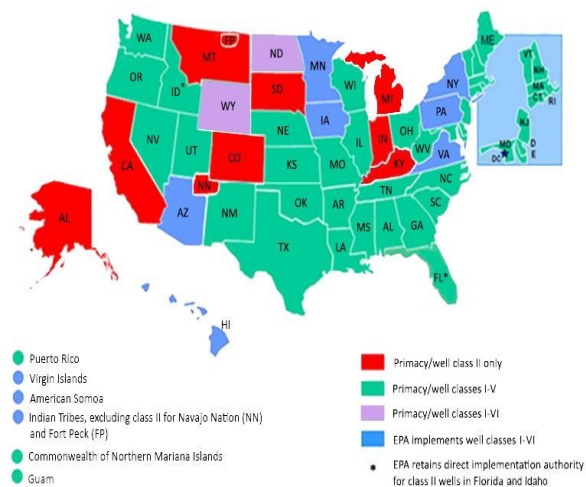 WA
MT
FP
ND
MN
ME
VT
NH
MA
CT
RI
OR
ID*
SD
WI
MI
NY
WY
IA
PA
NJ
MD
D
E
DC
NV
UT
CO
NE
IL
IN
OH
WV
VA
CA
KS
MO
KY
NN
NC
TN
AZ
NM
OK
AR
SC
MS
AL
GA
AL
TX
LA
FL*
HI
Puerto Rico
Virgin Islands
American Somoa
Indian Tribes, excluding class II for Navajo Nation (NN)
and Fort Peck (FP)
Commonwealth of Northern Mariana Islands
Guam
Primacy/well class II only
Primacy/well classes I-V
Primacy/well classes I-VI
EPA implements well classes I-VI
* EPA retains direct implementation authority
for class II wells in Florida and Idaho